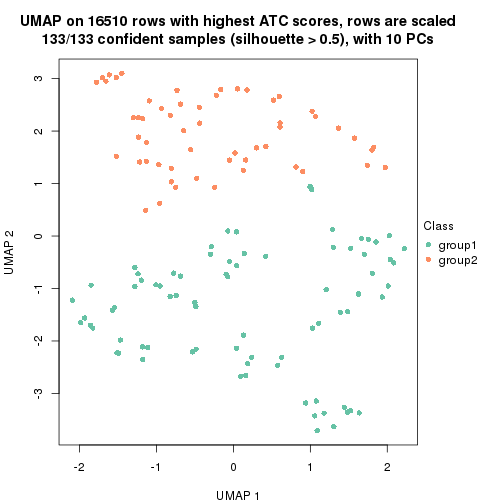 UMAP on 16510 rows with highest ATC scores, rows are scaled
133/133 confident samples (silhouette > 0.5), with 10 PCs
3
2
1
0
-1
-2
-3
UMAP 2
-2
-1
0
1
2
UMAP 1
Class
group1
group2